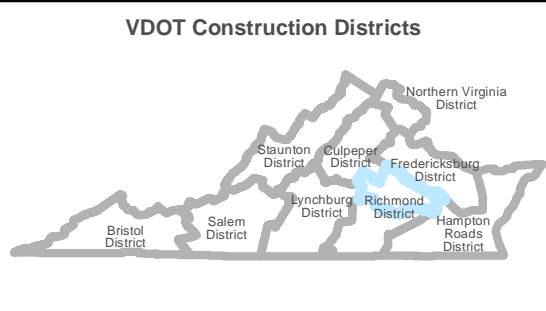 VDOT Construction Districts
Northern Virginia
District
Staunton
District
Culpeper
District
Fredericksburg
District
Lynchburg
District
Richmond
District
Salem
District
Bristol
District
Hampton
Roads
District